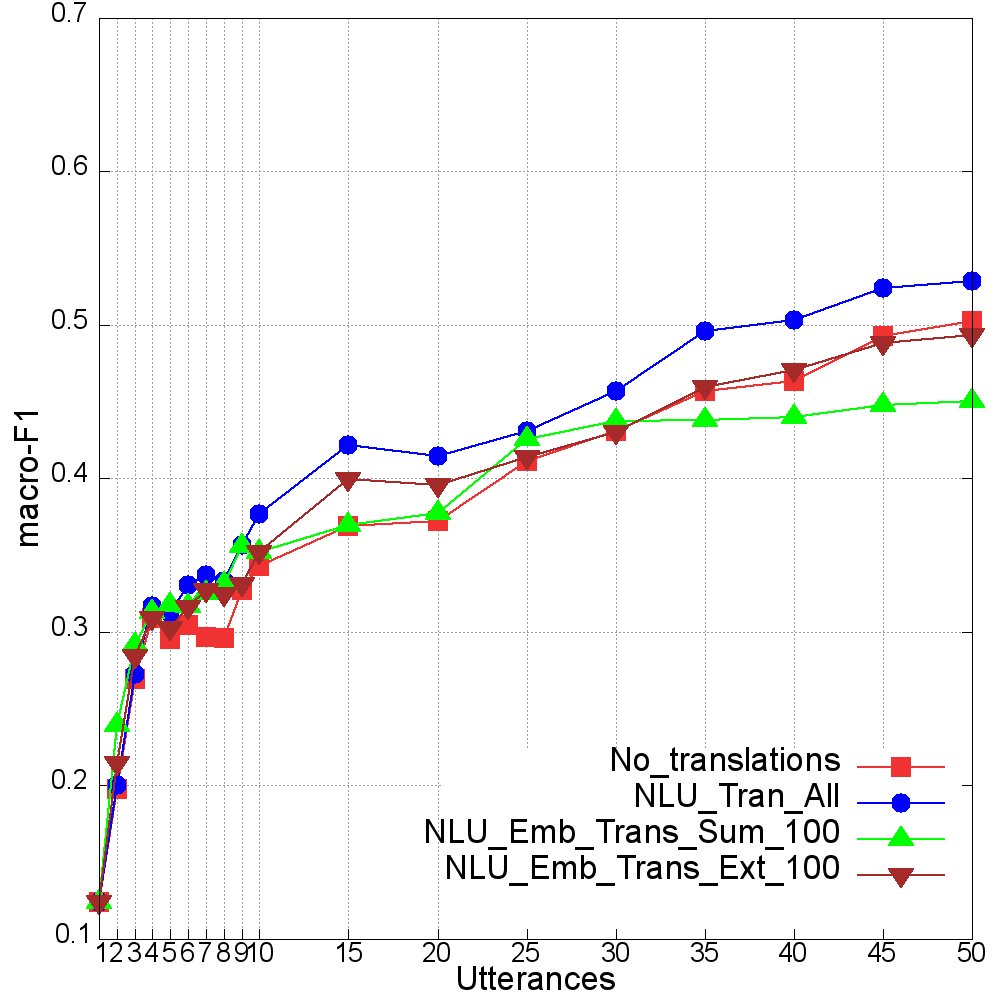 0.7
0.6
0.5
0.4
0.3
0.2
0.1
macro-F1
No_translations
NLU_Tran_All
NLU_Emb_Trans_Sum_100
NLU_Emb_Trans_Ext_100
1 2 3 4 5 6 7 8 9 10 15 20 25 30 35 40 45 50
Utterances